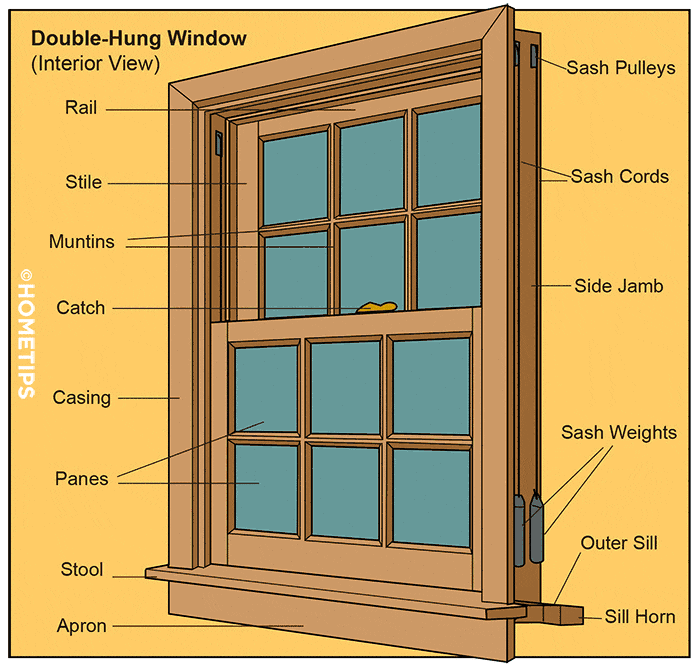 Double-Hung Window
(Interior View)
Rail
Stile
Muntins
Catch
Casing
Panes
Stool
Apron
Sash Pulleys
Sash Cords
Side Jamb
Sash Weights
Outer Sill
Sill Horn
©HOMETIPS